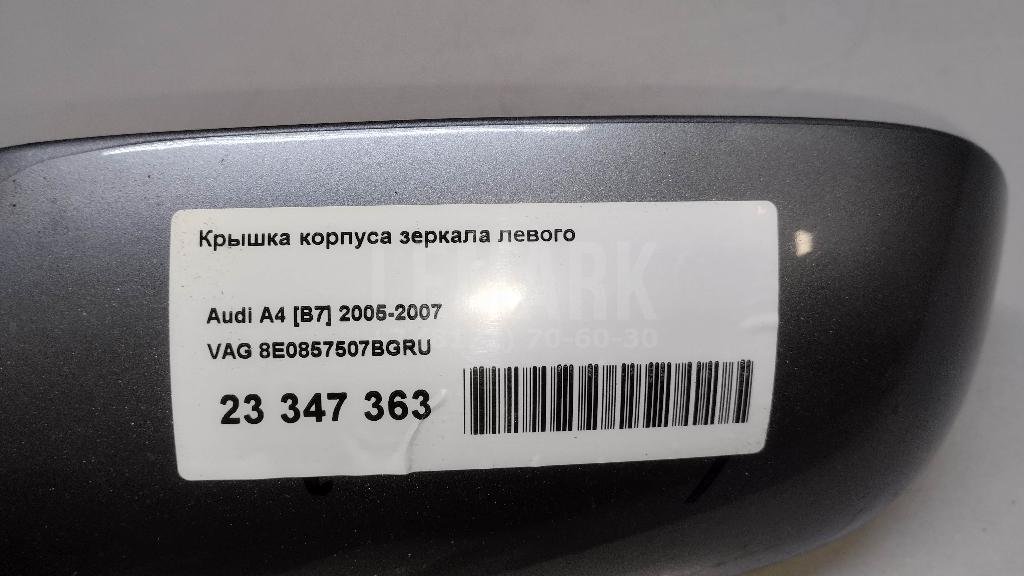 Крышка корпуса зеркала левого
Audi A4 [B7] 2005-2007
VAG 8E0857507BGRU
23 347 363